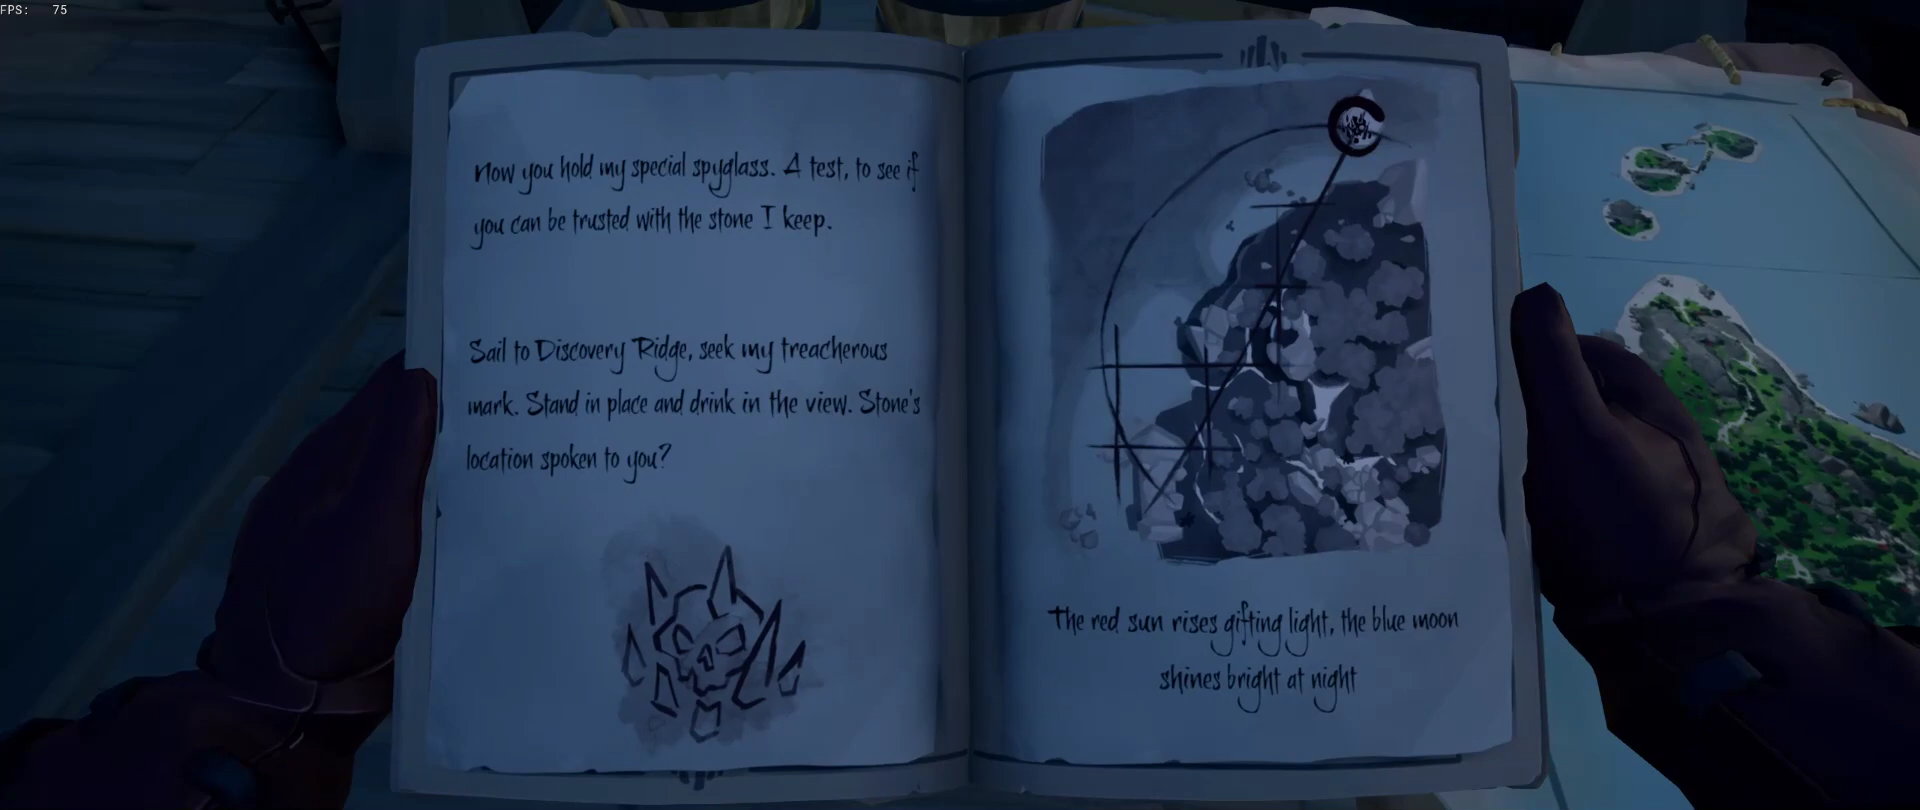 FPS: 75
Now you hold my special spyglass. A test, to see if
you can be trusted with the stone I keep.
Sail to Discovery Ridge, seek my treacherous
mark. Stand in place and drink in the view. Stone's
location spoken to you?
The red sun rises gifting light, the blue moon
shines bright at night